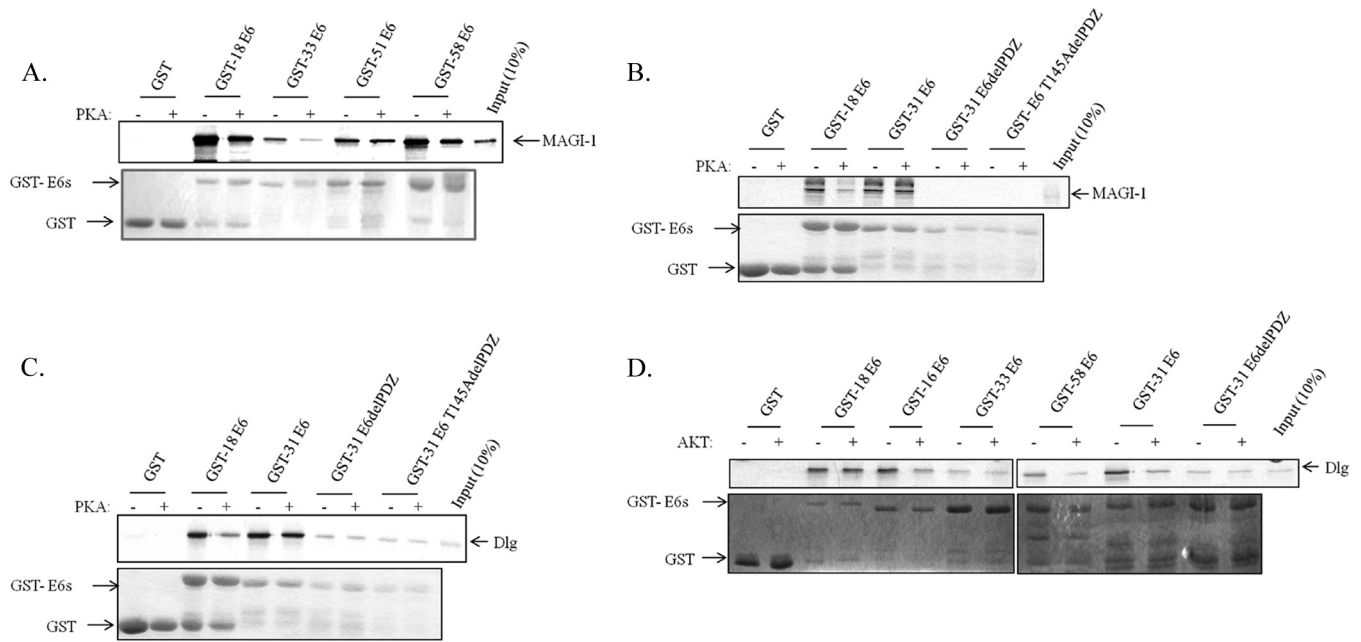 A.
GST
GST-18 E6
GST-33 E6
GST-51 E6
GST-58 E6
Input (10%)
PKA: - + - + - + - + - +
MAGI-1
GST- E6s
GST
B.
GST
GST-18 E6
GST-31 E6
GST-31 E6delPDZ
GST-E6 T145AdelPDZ
Input (10%)
PKA: - + - + - + - + - +
MAGI-1
GST- E6s
GST
C.
GST
GST-18 E6
GST-31 E6
GST-31 E6delPDZ
GST-31 E6 T145AdelPDZ
Input (10%)
PKA: - + - + - + - + - +
Dlg
GST- E6s
GST
D.
GST
GST-18 E6
GST-16 E6
GST-33 E6
GST-58 E6
GST-31 E6
GST-31 E6delPDZ
Input (10%)
AKT: - + - + - + - + - + - + - +
Dlg
GST- E6s
GST